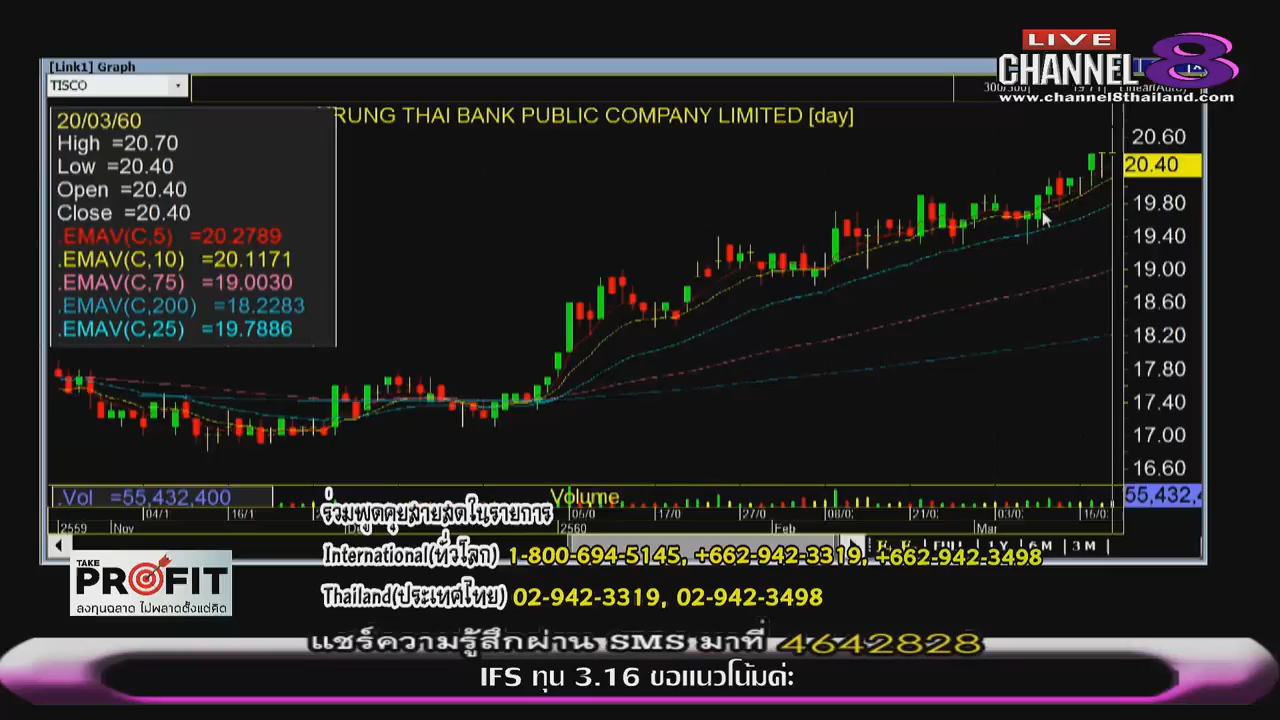 LIVE
CHANNEL 8
www.channel8thailand.com
[Link1] Graph
TISCO
KRUNG THAI BANK PUBLIC COMPANY LIMITED [day]
20/03/60
High =20.70
Low =20.40
Open =20.40
Close =20.40
.EMAV(C,5) =20.2789
.EMAV(C,10) =20.1171
.EMAV(C,75) =19.0030
.EMAV(C,200) =18.2283
.EMAV(C,25) =19.7886
20.60
20.40
19.80
19.40
19.00
18.60
18.20
17.80
17.40
17.00
16.60
.Vol =55,432,400
0
Volume
55,432,4
04/1 16/1 05/0 17/0 27/0 08/0 21/0 03/0 15/0
2559 Nov 2560 Feb Mar
6 M 3 M
ร่วมพูดคุยสายสดในรายการ
International(ทั่วโลก) 1-800-694-5145, +662-942-3319, +662-942-3498
Thailand(ประเทศไทย) 02-942-3319, 02-942-3498
TAKE
PROFIT
ลงทุนฉลาด ไม่พลาดตั้งแต่คิด
แชร์ความรู้สึกผ่าน SMS มาที่ 4642828
IFS ทุน 3.16 ขอแนวโน้มค่ะ